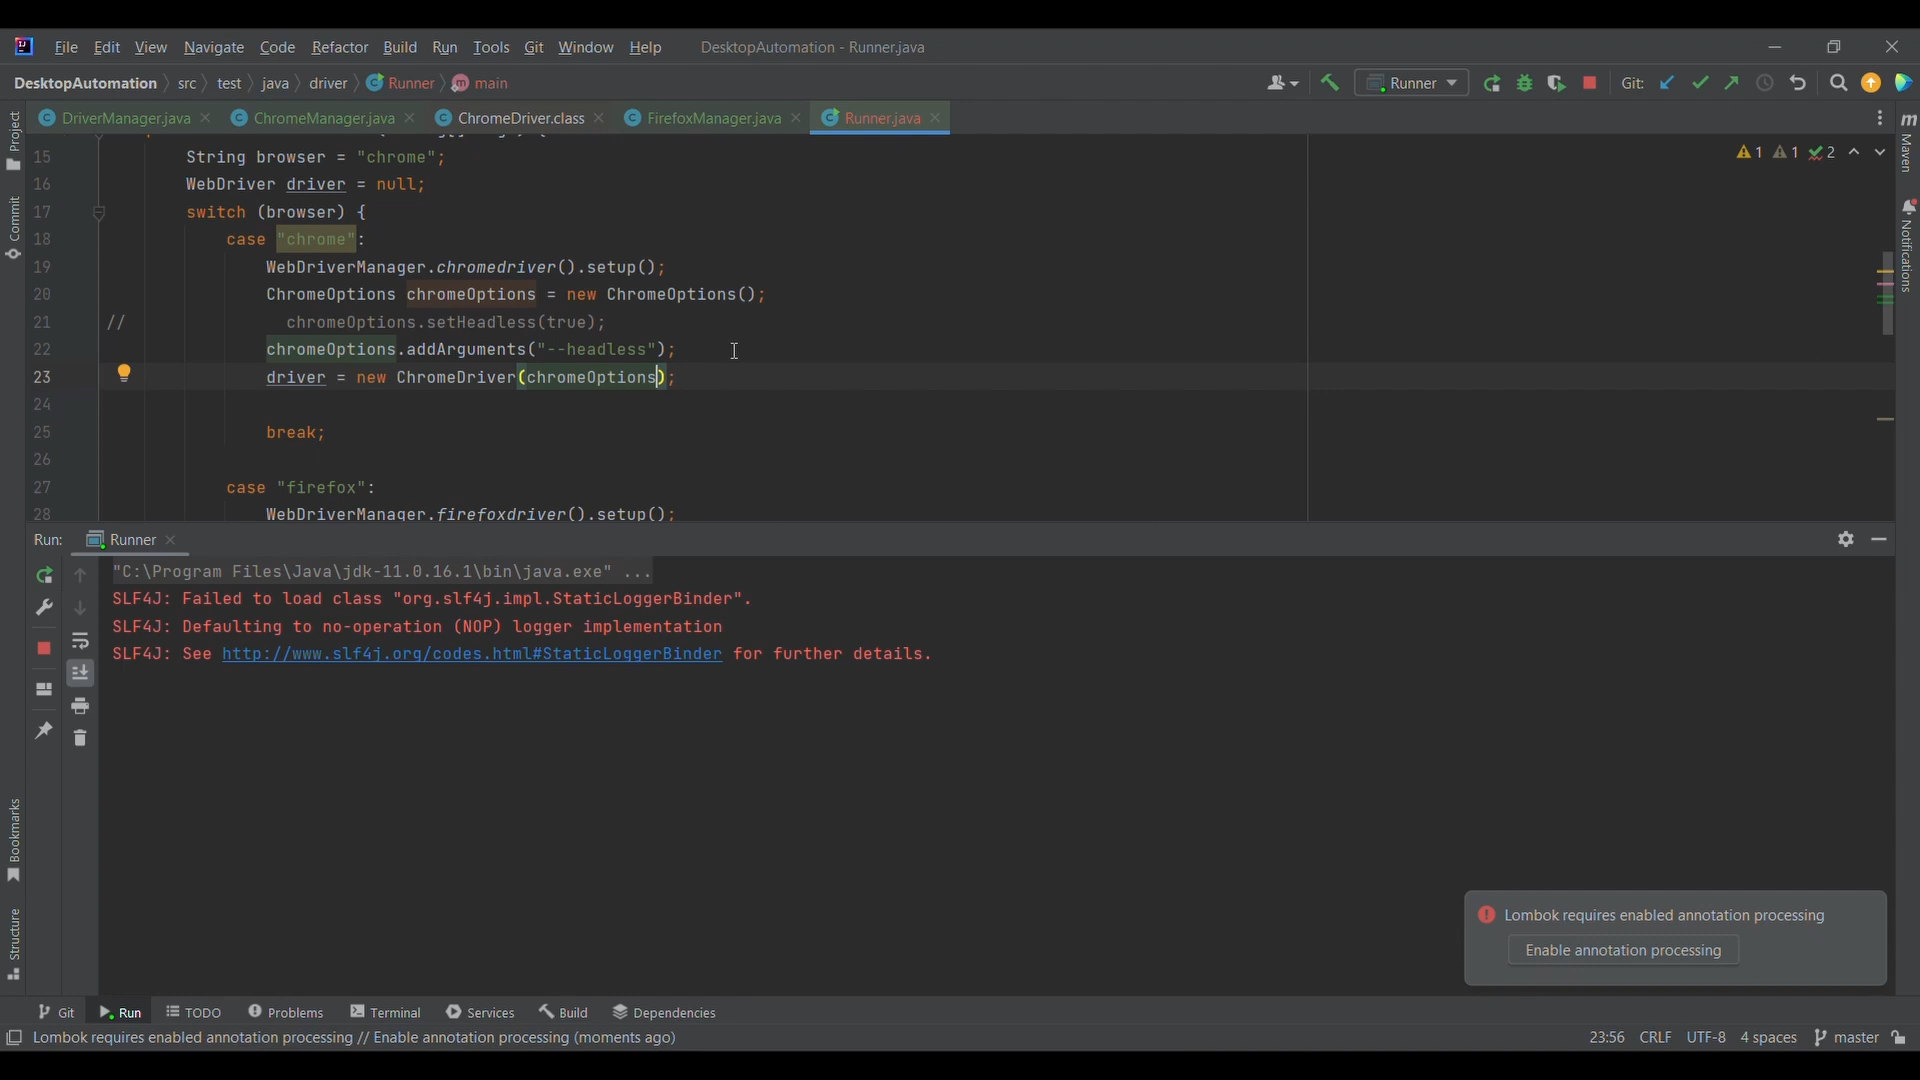 File Edit View Navigate Code Refactor Build Run Tools Git Window Help DesktopAutomation - Runner.java
DesktopAutomation src test java driver Runner main Runner Git:
DriverManager.java ChromeManager.java ChromeDriver.class FirefoxManager.java Runner.java
15 String browser = "chrome";
16 WebDriver driver = null;
17 switch (browser) {
18 case "chrome":
19 WebDriverManager.chromedriver().setup();
20 ChromeOptions chromeOptions = new ChromeOptions();
21 // chromeOptions.setHeadless(true);
22 chromeOptions.addArguments("--headless");
23 driver = new ChromeDriver(chromeOptions);
24
25 break;
26
27 case "firefox":
28 WebDriverManager.firefoxdriver().setup();
1 1 2
Project
Commit
Bookmarks
Structure
Maven
Notifications
Run: Runner
"C:\Program Files\Java\jdk-11.0.16.1\bin\java.exe" ...
SLF4J: Failed to load class "org.slf4j.impl.StaticLoggerBinder".
SLF4J: Defaulting to no-operation (NOP) logger implementation
SLF4J: See http://www.slf4j.org/codes.html#StaticLoggerBinder for further details.
Lombok requires enabled annotation processing
Enable annotation processing
Git Run TODO Problems Terminal Services Build Dependencies
Lombok requires enabled annotation processing // Enable annotation processing (moments ago) 23:56 CRLF UTF-8 4 spaces master